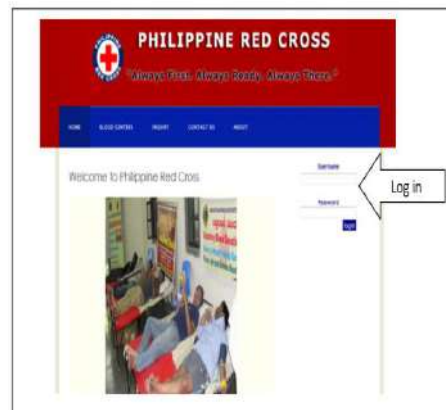 PHILIPPINE RED CROSS
"Always First. Always Ready. Always There."
HOME BLOOD CENTERS INQUIRY CONTACT US ABOUT
Welcome to Philippine Red Cross
Username
Password
login
Log in